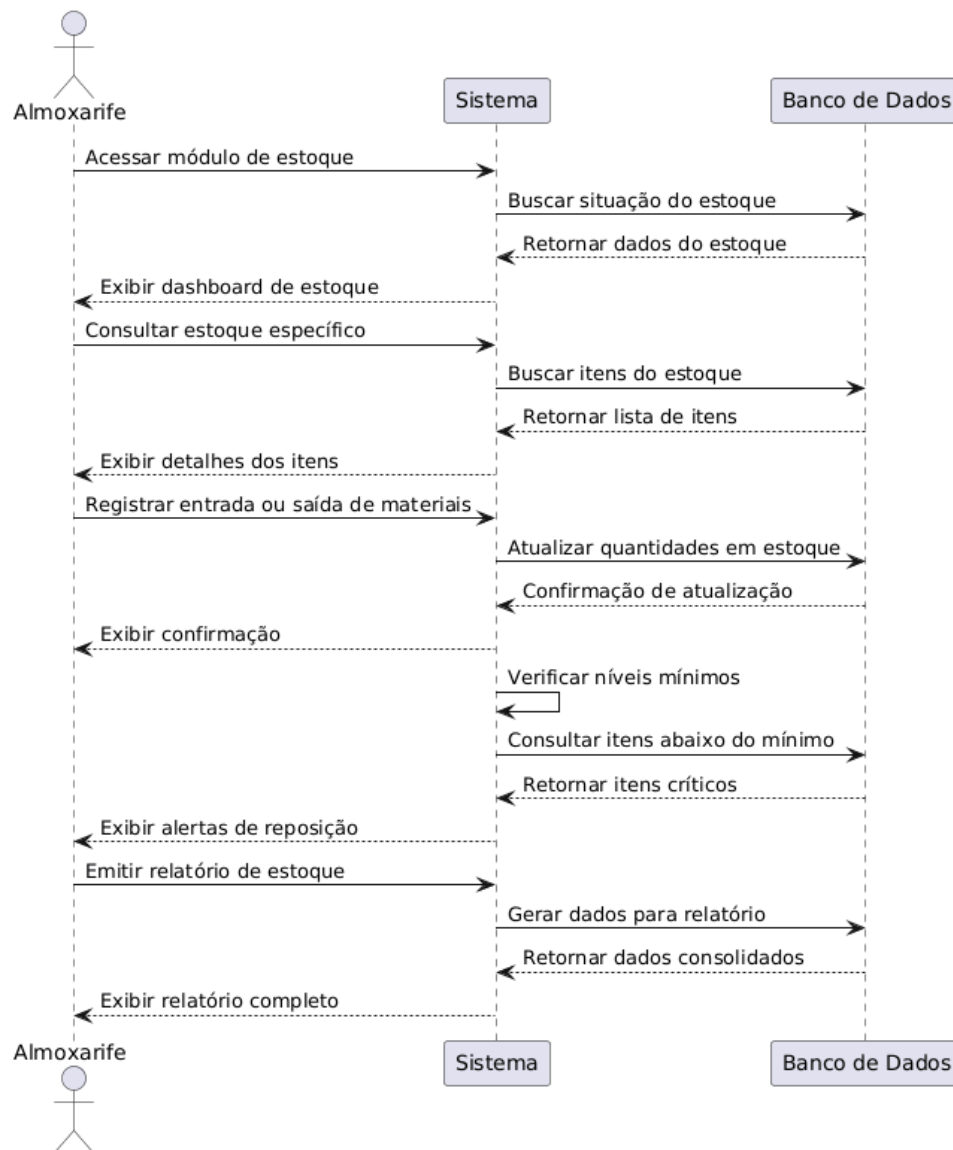 Almoxarife
Sistema
Banco de Dados
Acessar módulo de estoque
Buscar situação do estoque
Retornar dados do estoque
Exibir dashboard de estoque
Consultar estoque específico
Buscar itens do estoque
Retornar lista de itens
Exibir detalhes dos itens
Registrar entrada ou saída de materiais
Atualizar quantidades em estoque
Confirmação de atualização
Exibir confirmação
Verificar níveis mínimos
Consultar itens abaixo do mínimo
Retornar itens críticos
Exibir alertas de reposição
Emitir relatório de estoque
Gerar dados para relatório
Retornar dados consolidados
Exibir relatório completo
Almoxarife
Sistema
Banco de Dados